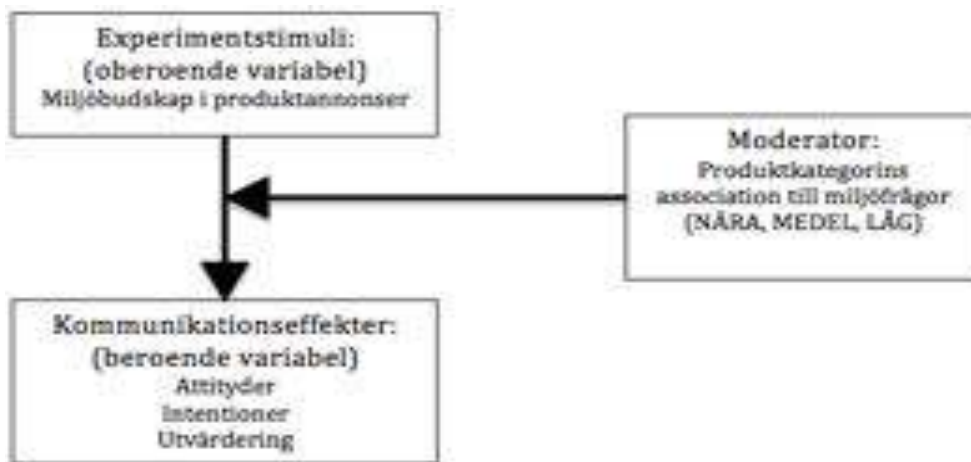 Experimentstimuli:
(oberoende variabel)
Miljöbudskap i produktannonser
Moderator:
Produktkategorins
association till miljöfrågor
(NÄRA, MEDEL, LÅG)
Kommunikationseffekter:
(beroende variabel)
Attityder
Intentioner
Utvärdering